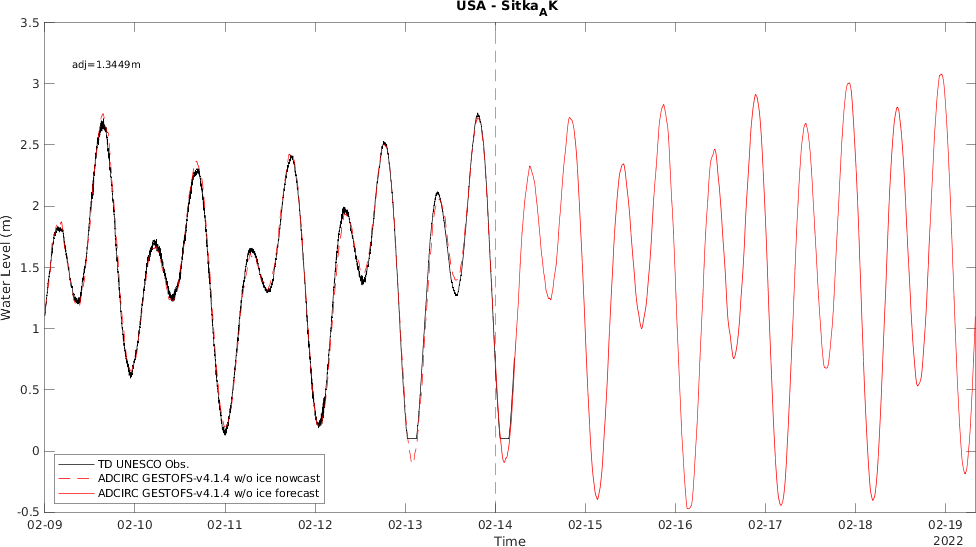 USA - Sitka_AK
adj=1.3449m
3.5
3
2.5
2
1.5
1
0.5
0
-0.5
Water Level (m)
TD UNESCO Obs.
ADCIRC GESTOFS-v4.1.4 w/o ice nowcast
ADCIRC GESTOFS-v4.1.4 w/o ice forecast
02-09 02-10 02-11 02-12 02-13 02-14 02-15 02-16 02-17 02-18 02-19
Time 2022